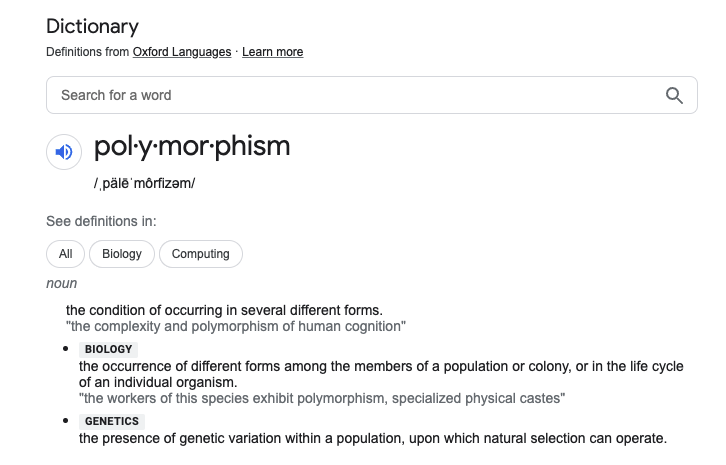 Dictionary
Definitions from Oxford Languages · Learn more
Search for a word
pol·y·mor·phism
/ˌpälēˈmôrfizəm/
See definitions in:
All Biology Computing
noun
the condition of occurring in several different forms.
"the complexity and polymorphism of human cognition"
• BIOLOGY
the occurrence of different forms among the members of a population or colony, or in the life cycle
of an individual organism.
"the workers of this species exhibit polymorphism, specialized physical castes"
• GENETICS
the presence of genetic variation within a population, upon which natural selection can operate.